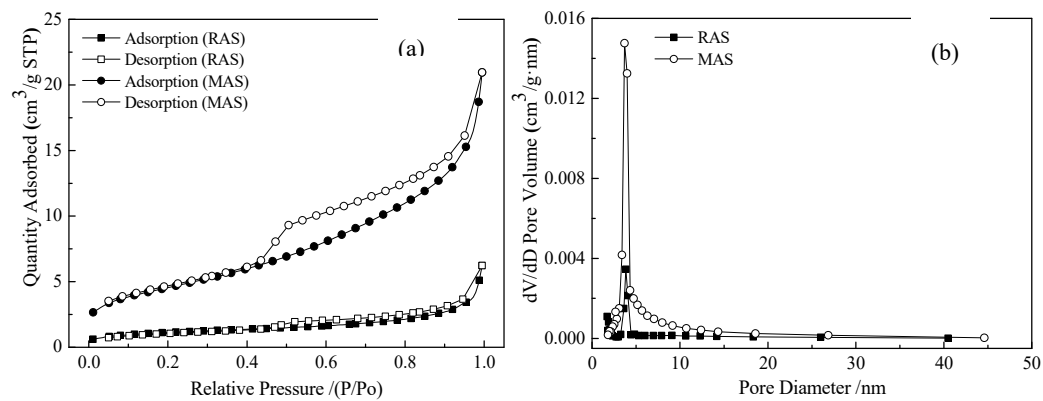 Quantity Adsorbed (cm³/g STP)
25
20
15
10
5
0
Adsorption (RAS)
Desorption (RAS)
Adsorption (MAS)
Desorption (MAS)
(a)
0.0 0.2 0.4 0.6 0.8 1.0
Relative Pressure /(P/Po)
dV/dD Pore Volume (cm³/g·nm)
0.016
0.012
0.008
0.004
0.000
RAS
MAS
(b)
0 10 20 30 40 50
Pore Diameter /nm